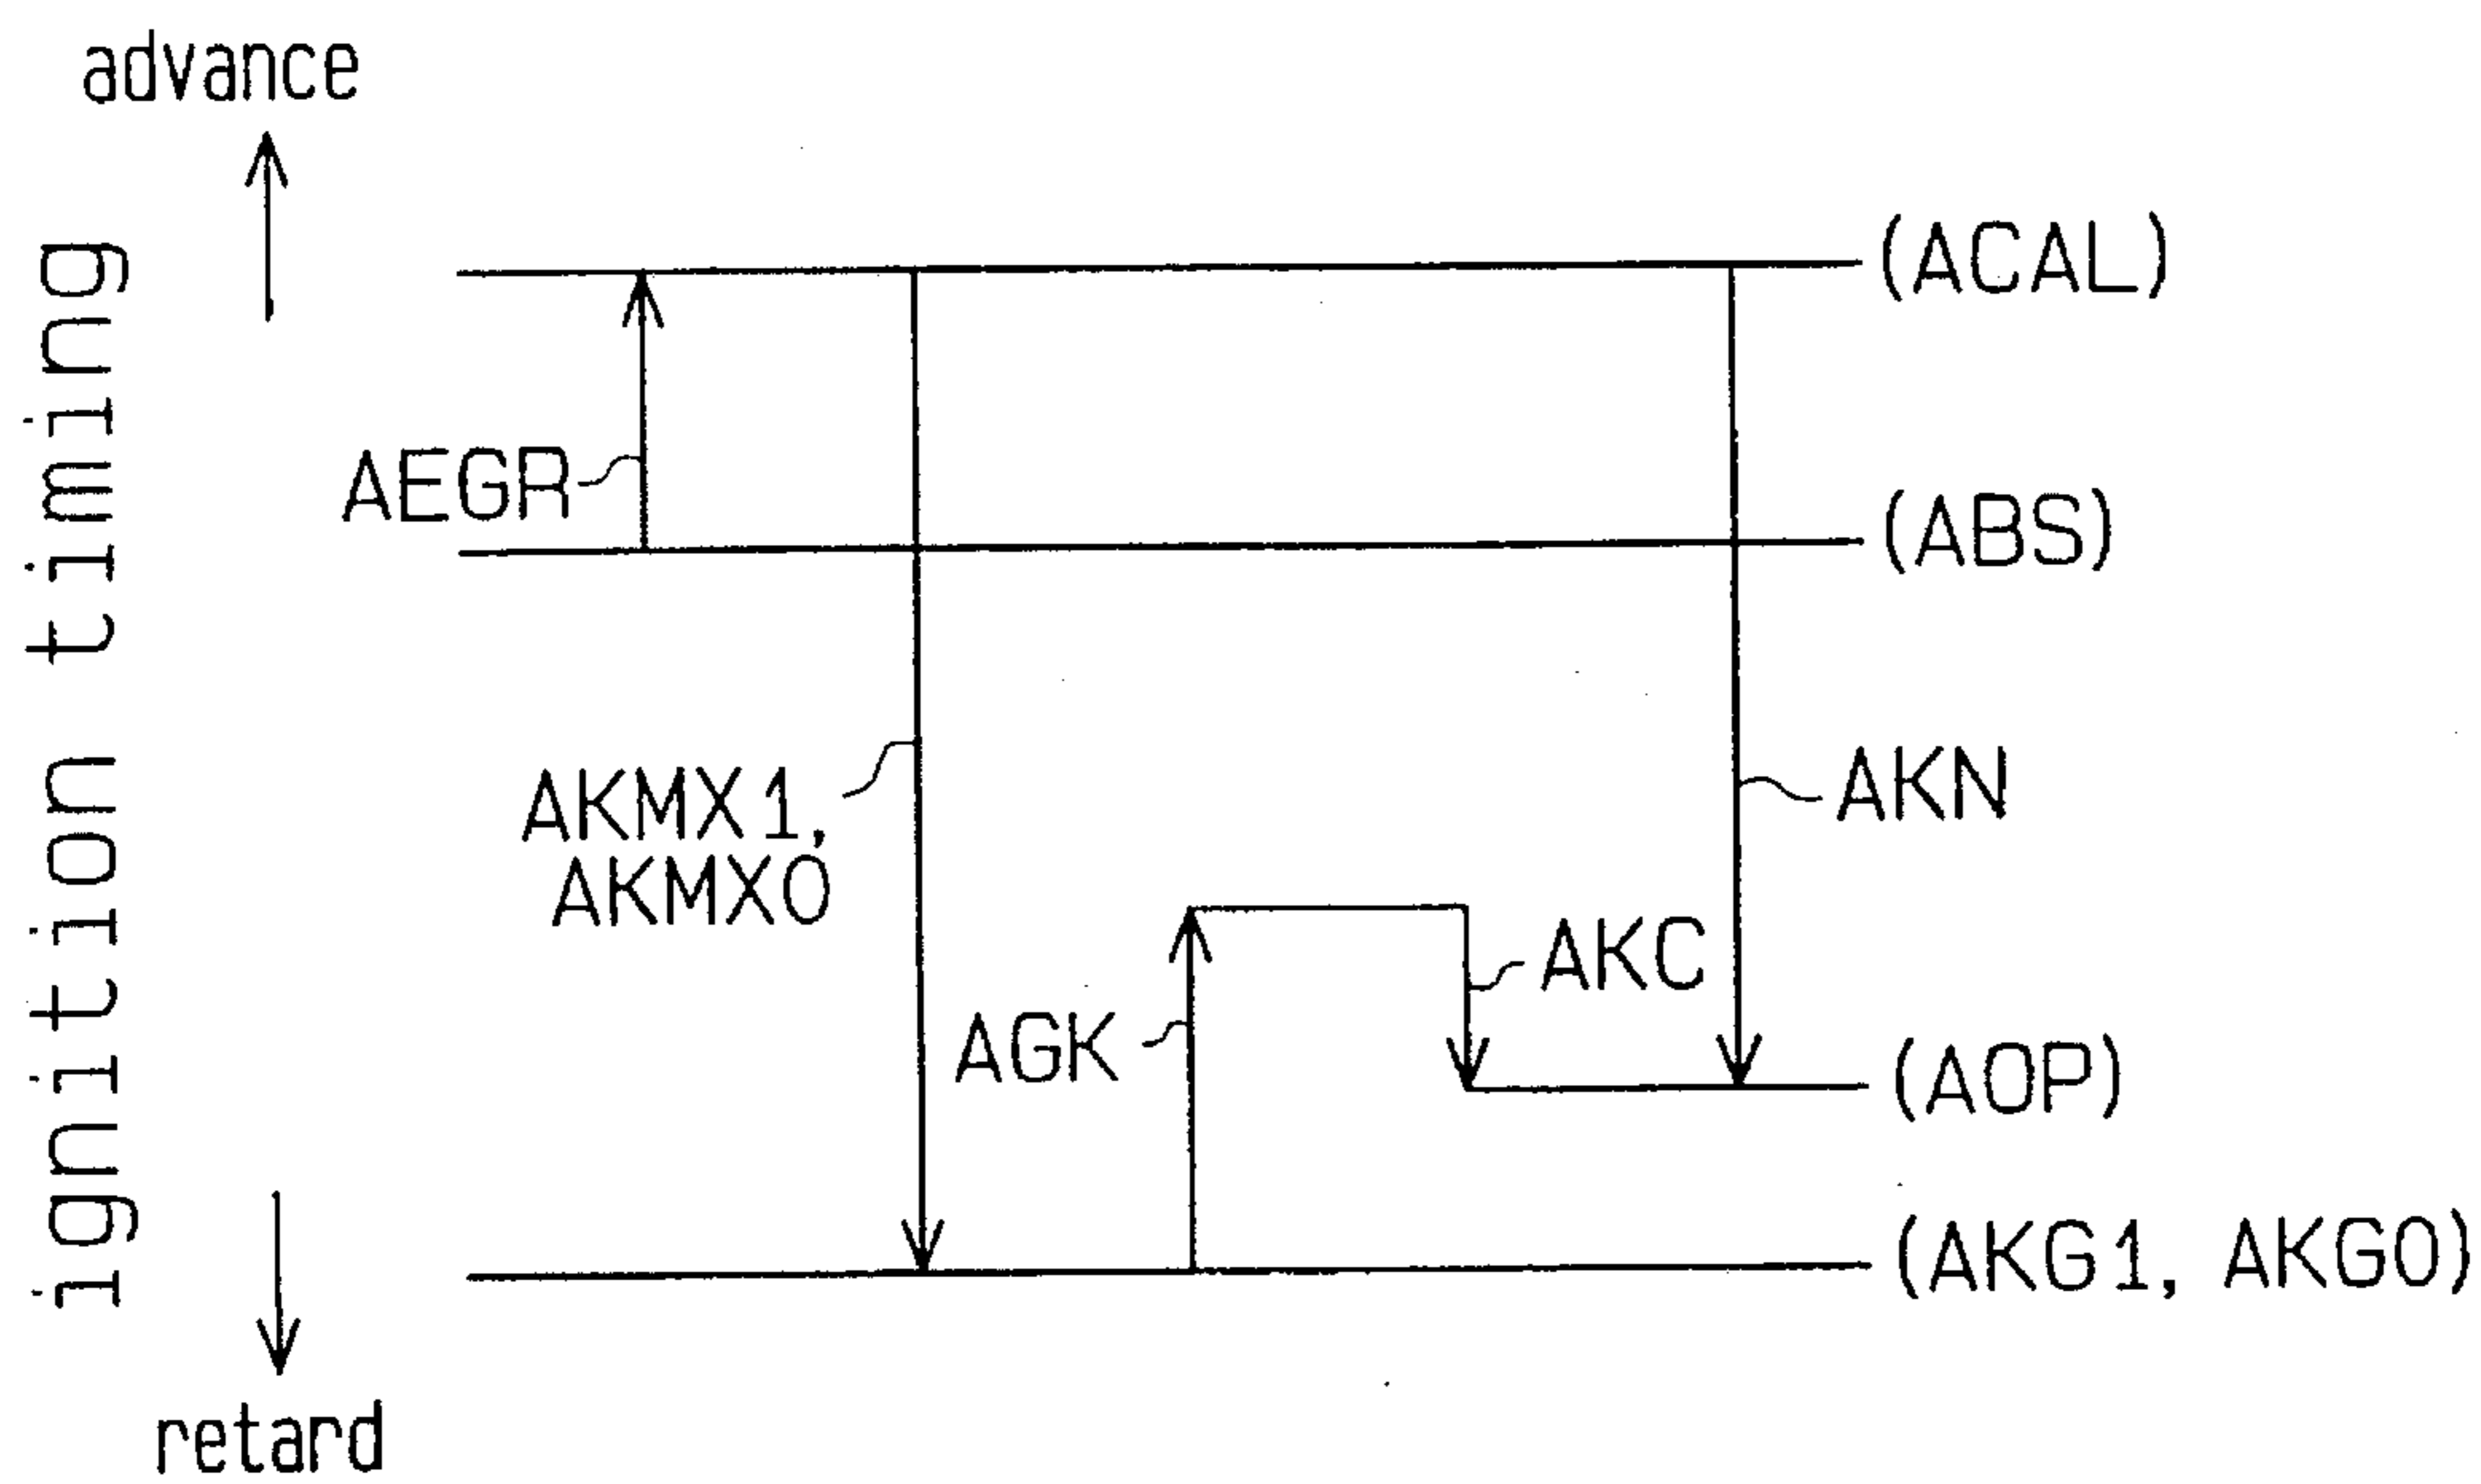 advance
ignition timing
(ACAL)
AEGR
(ABS)
AKMX1,
AKMX0
AKN
AKC
AGK
(AOP)
(AKG1, AKG0)
retard